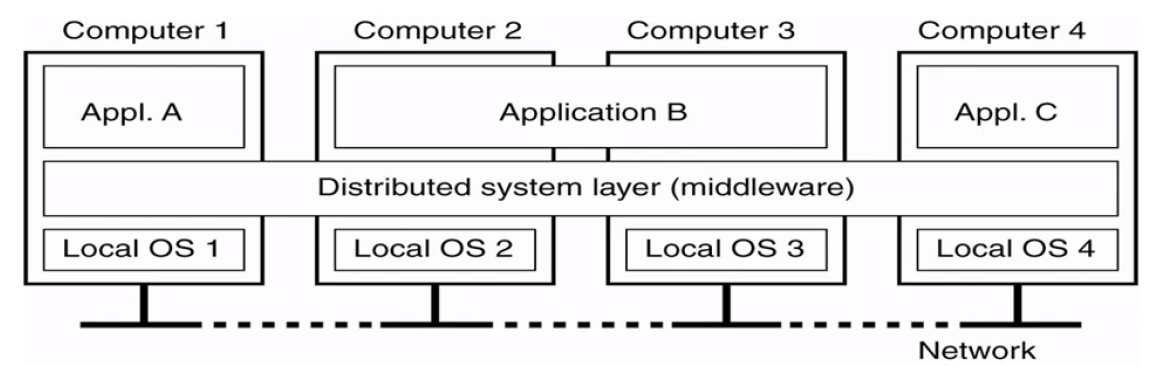 Computer 1
Computer 2
Computer 3
Computer 4
Appl. A
Application B
Appl. C
Distributed system layer (middleware)
Local OS 1
Local OS 2
Local OS 3
Local OS 4
Network